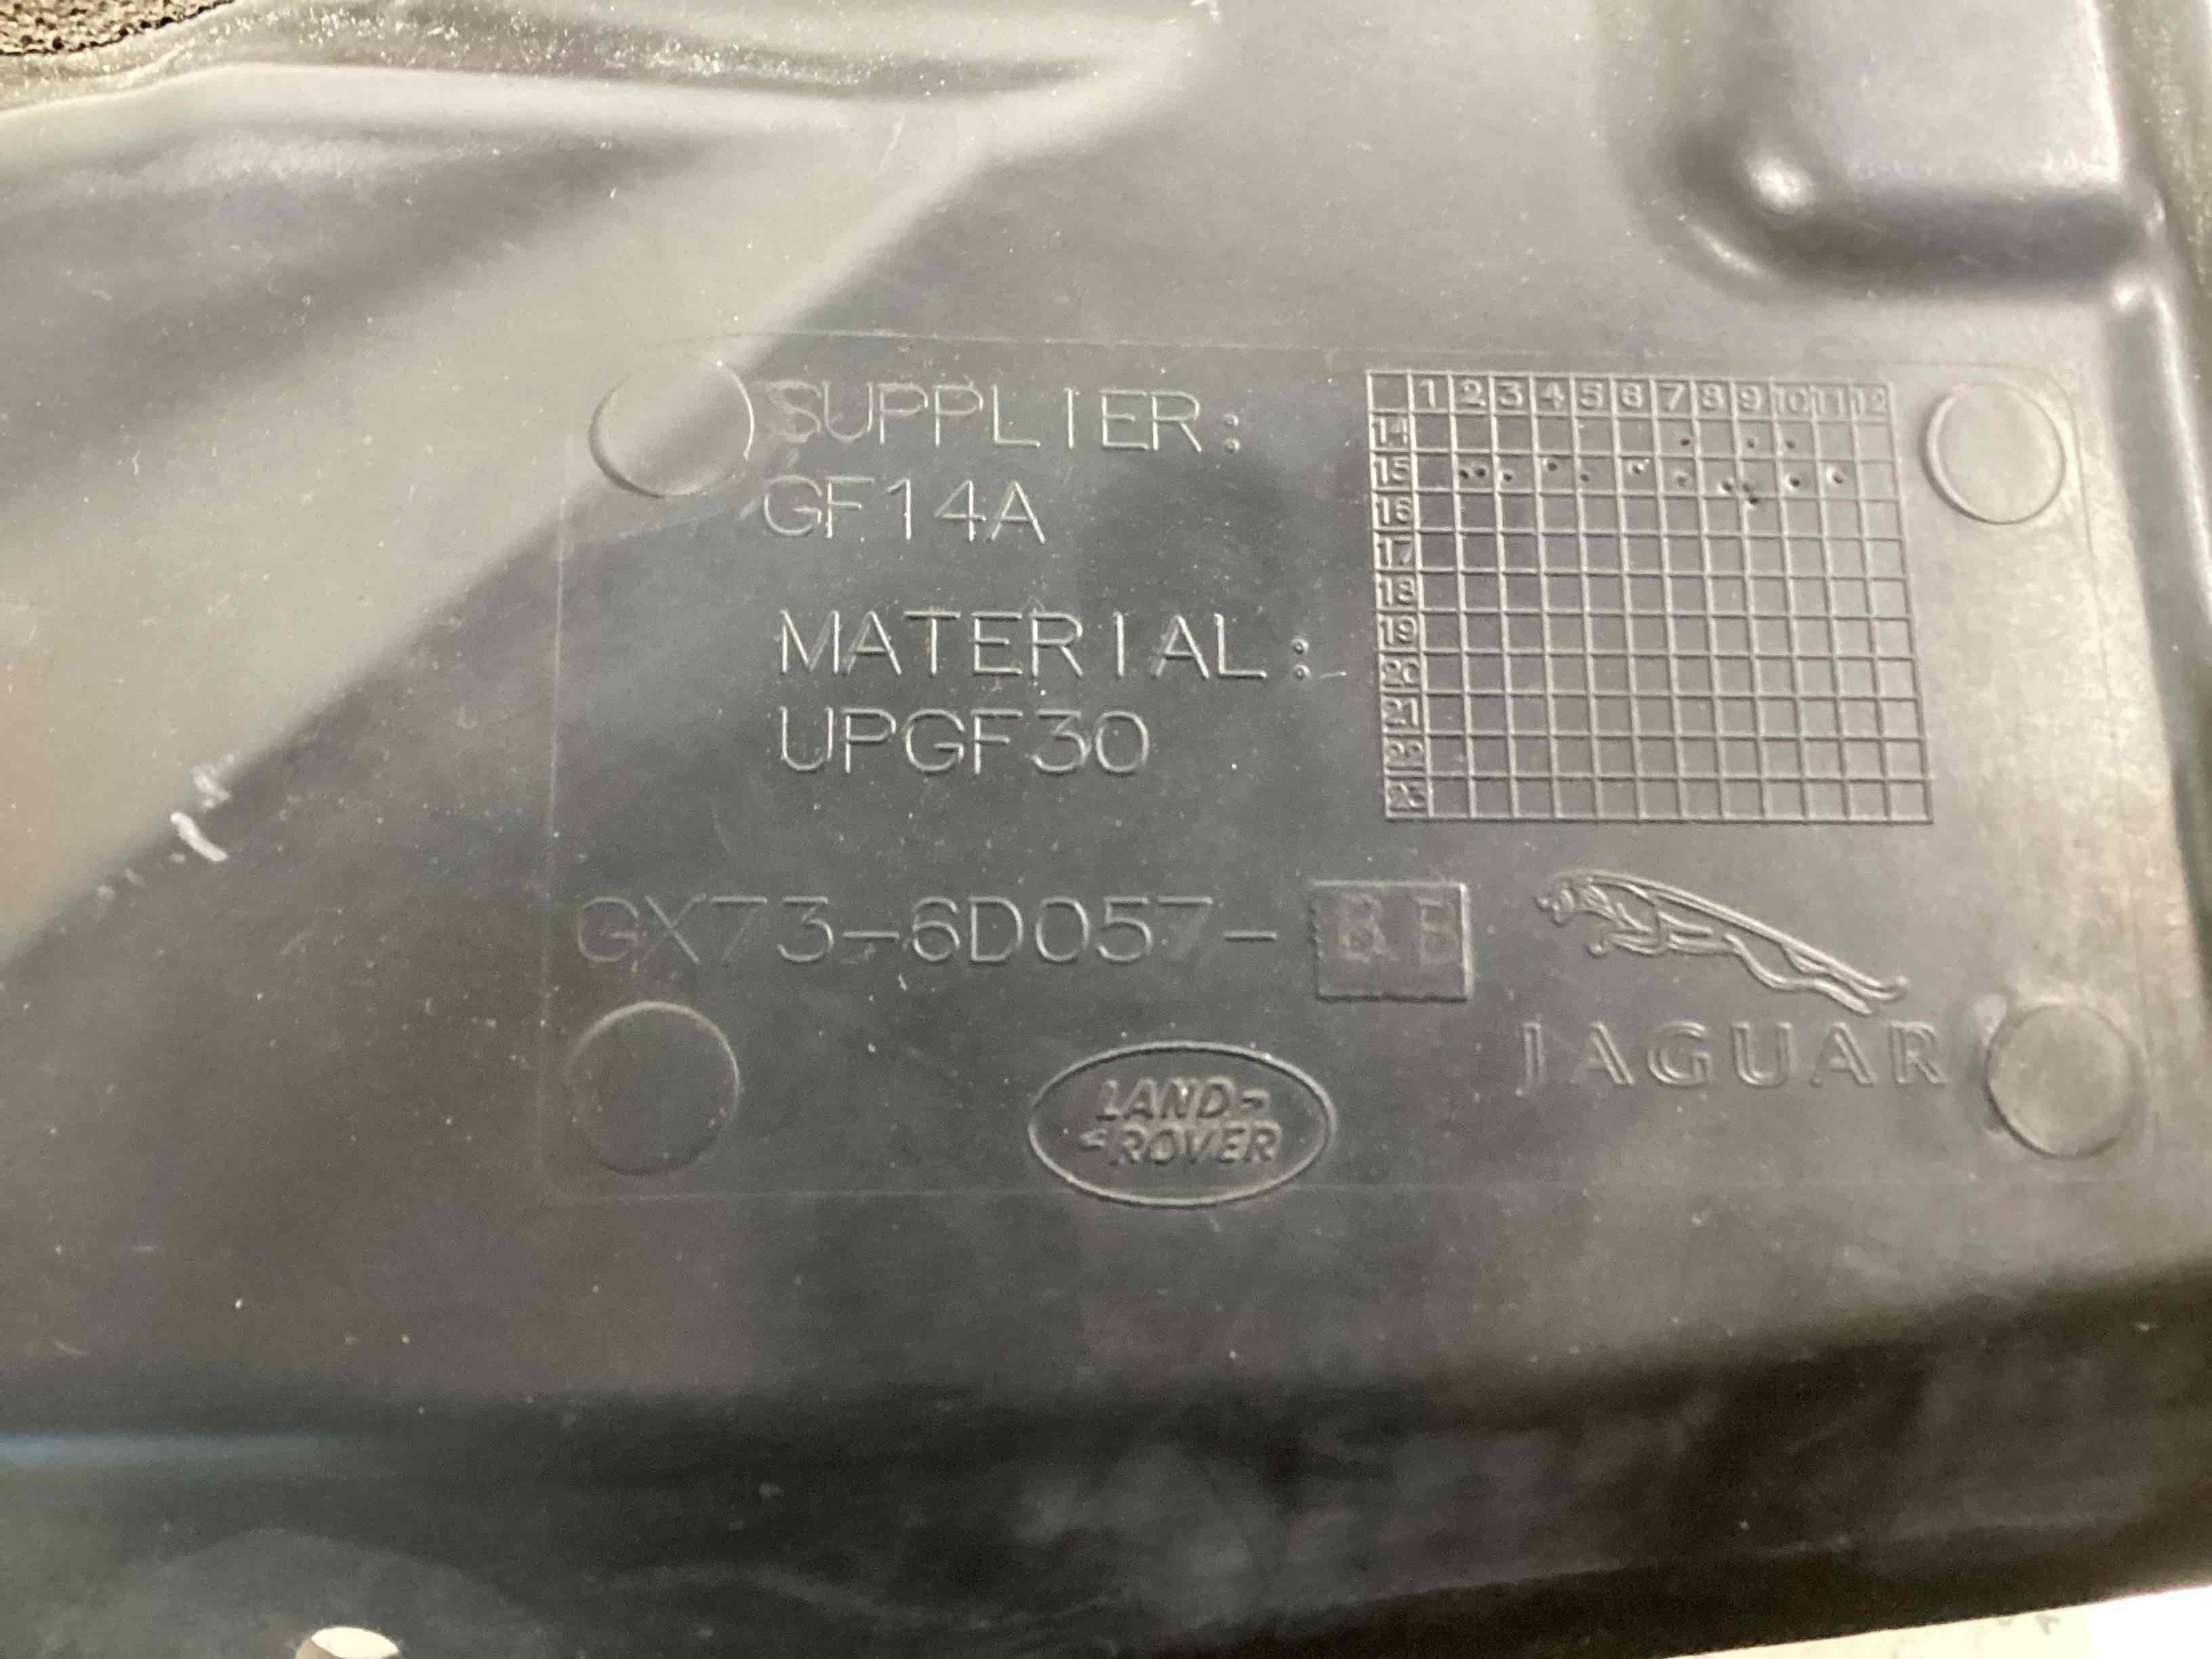 SUPPLIER:
GF14A
MATERIAL:
UPGF30
1 2 3 4 5 6 7 8 9 10 11 12
14
15
16
17
18
19
20
21
22
23
GX73-6D057-
JAGUAR
LAND-
ROVER